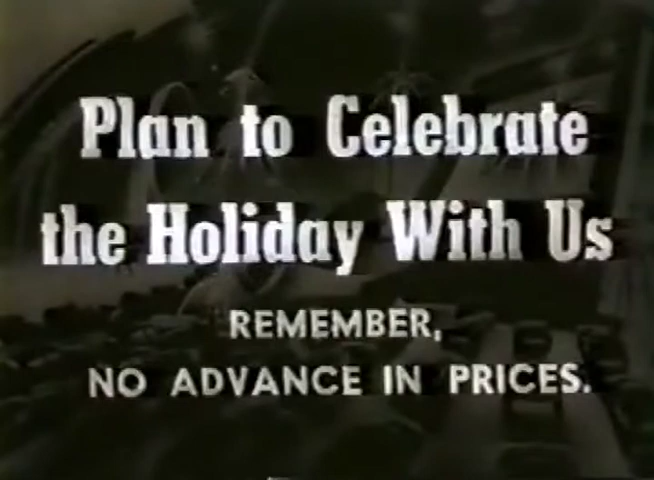 Plan to Celebrate
the Holiday With Us
REMEMBER,
NO ADVANCE IN PRICES.